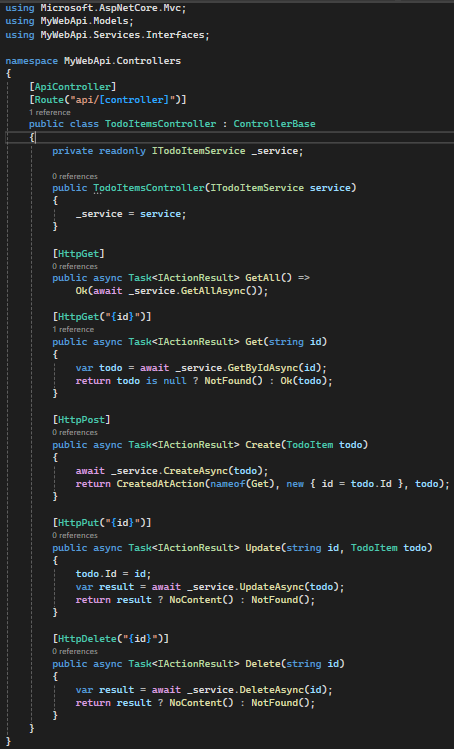 using Microsoft.AspNetCore.Mvc;
using MyWebApi.Models;
using MyWebApi.Services.Interfaces;

namespace MyWebApi.Controllers
{
    [ApiController]
    [Route("api/[controller]")]
    1 reference
    public class TodoItemsController : ControllerBase
    {
        private readonly ITodoItemService _service;

        0 references
        public TodoItemsController(ITodoItemService service)
        {
            _service = service;
        }

        [HttpGet]
        0 references
        public async Task<IActionResult> GetAll() =>
            Ok(await _service.GetAllAsync());

        [HttpGet("{id}")]
        1 reference
        public async Task<IActionResult> Get(string id)
        {
            var todo = await _service.GetByIdAsync(id);
            return todo is null ? NotFound() : Ok(todo);
        }

        [HttpPost]
        0 references
        public async Task<IActionResult> Create(TodoItem todo)
        {
            await _service.CreateAsync(todo);
            return CreatedAtAction(nameof(Get), new { id = todo.Id }, todo);
        }

        [HttpPut("{id}")]
        0 references
        public async Task<IActionResult> Update(string id, TodoItem todo)
        {
            todo.Id = id;
            var result = await _service.UpdateAsync(todo);
            return result ? NoContent() : NotFound();
        }

        [HttpDelete("{id}")]
        0 references
        public async Task<IActionResult> Delete(string id)
        {
            var result = await _service.DeleteAsync(id);
            return result ? NoContent() : NotFound();
        }
    }
}